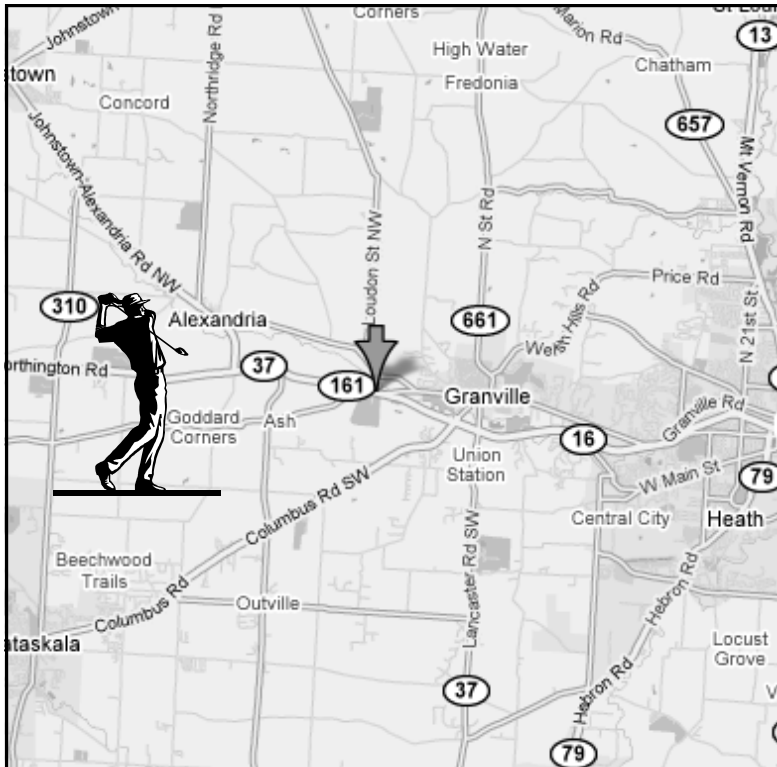 Corners
St Loui
Johnstown
Marion Rd
13
High Water
stown
Northridge Rd
Chatham
Fredonia
Concord
657
Johnstown-Alexandria Rd NW
Mt Vernon Rd
N St Rd
Loudon St NW
Price Rd
310
661
Welsh Hills Rd
N 21st St
Alexandria
37
orthington Rd
161
Granville
Granville Rd
Goddard
Corners
Ash
16
Union
Station
W Main St
79
Columbus Rd SW
Central City
Heath
Beechwood
Trails
Hebron Rd
Columbus Rd
Outville
Lancaster Rd SW
ataskala
Locust
Grove
37
Hebron Rd
79